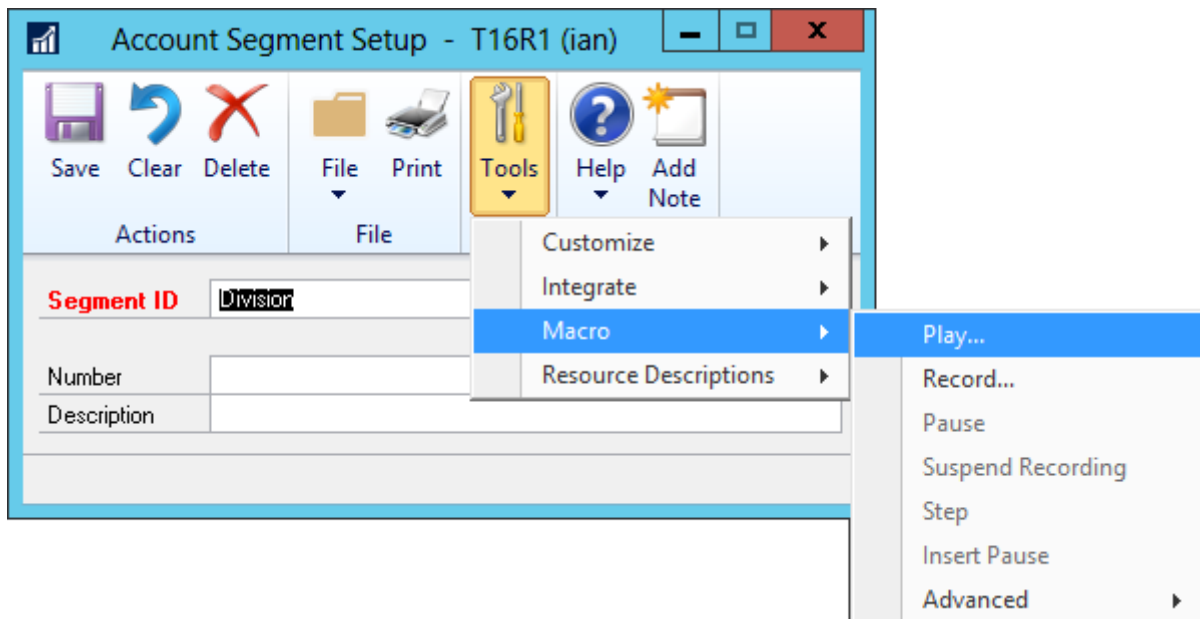 Account Segment Setup - T16R1 (ian)
Save Clear Delete File Print Tools Help Add Note
Actions File
Customize
Integrate
Macro
Resource Descriptions
Segment ID Division
Number
Description
Play...
Record...
Pause
Suspend Recording
Step
Insert Pause
Advanced